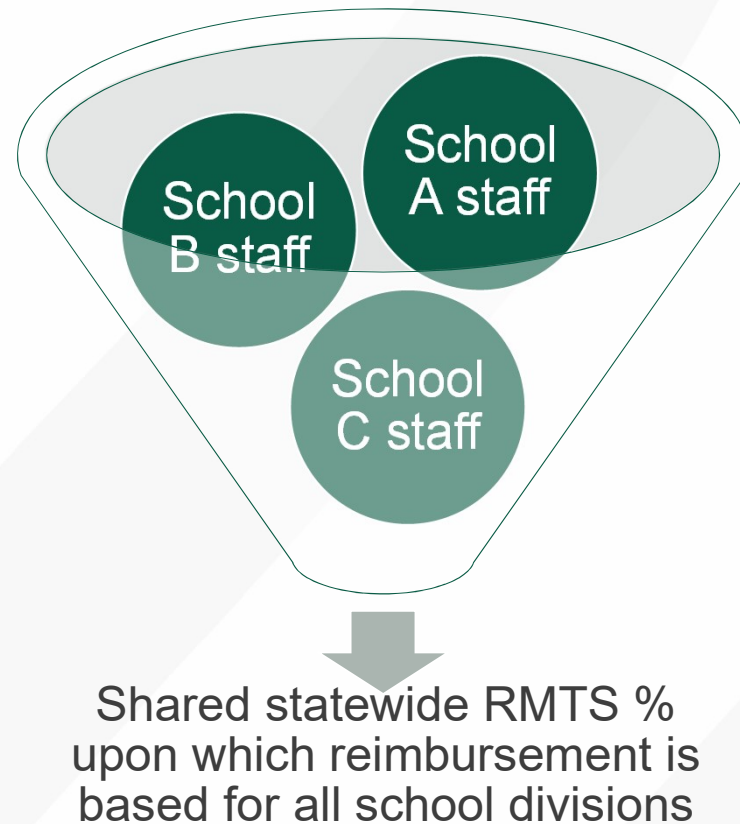 School
A staff
School
B staff
School
C staff
Shared statewide RMTS %
upon which reimbursement is
based for all school divisions